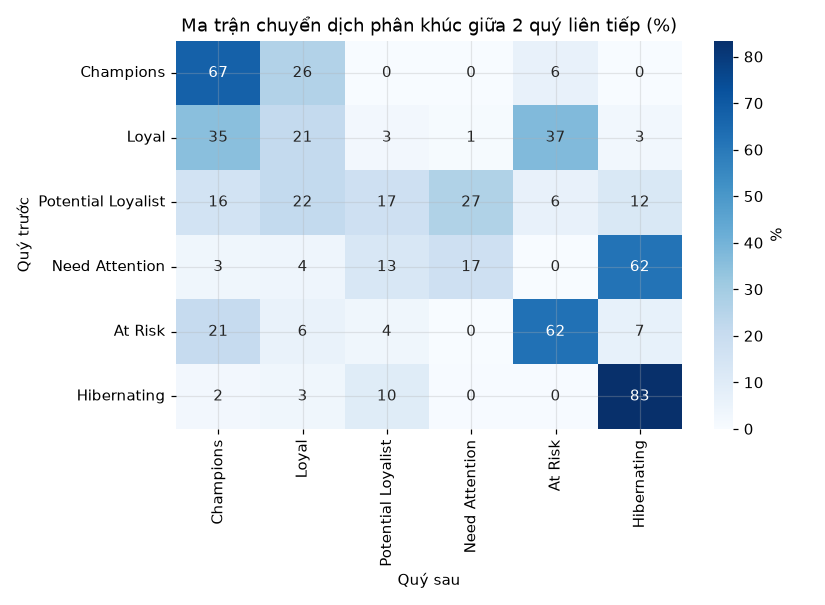 Ma trận chuyển dịch phân khúc giữa 2 quý liên tiếp (%)
Quý trước
Champions 67 26 0 0 6 0
Loyal 35 21 3 1 37 3
Potential Loyalist 16 22 17 27 6 12
Need Attention 3 4 13 17 0 62
At Risk 21 6 4 0 62 7
Hibernating 2 3 10 0 0 83
Champions
Loyal
Potential Loyalist
Need Attention
At Risk
Hibernating
Quý sau
80
70
60
50
40
30
20
10
0
%